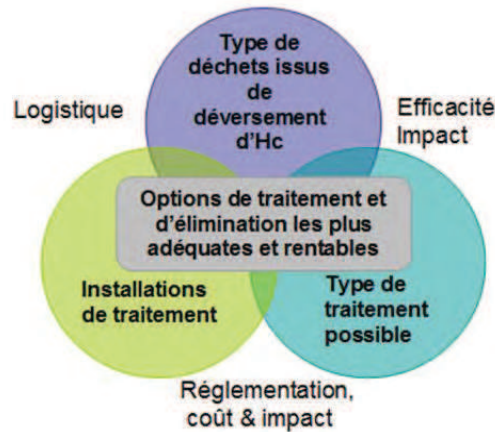 Type de
déchets issus
de
déversement
d'Hc
Logistique
Efficacité
Impact
Options de traitement et
d'élimination les plus
adéquates et rentables
Installations
de traitement
Type de
traitement
possible
Réglementation,
coût & impact